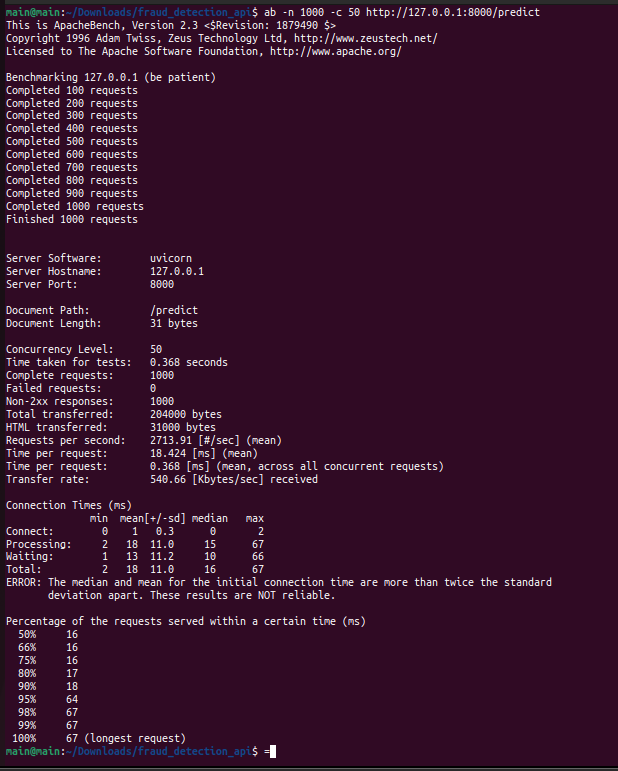 main@main:~/Downloads/fraud_detection_api$ ab -n 1000 -c 50 http://127.0.0.1:8000/predict
This is ApacheBench, Version 2.3 <$Revision: 1879490 $>
Copyright 1996 Adam Twiss, Zeus Technology Ltd, http://www.zeustech.net/
Licensed to The Apache Software Foundation, http://www.apache.org/

Benchmarking 127.0.0.1 (be patient)
Completed 100 requests
Completed 200 requests
Completed 300 requests
Completed 400 requests
Completed 500 requests
Completed 600 requests
Completed 700 requests
Completed 800 requests
Completed 900 requests
Completed 1000 requests
Finished 1000 requests


Server Software:        uvicorn
Server Hostname:        127.0.0.1
Server Port:            8000

Document Path:          /predict
Document Length:        31 bytes

Concurrency Level:      50
Time taken for tests:   0.368 seconds
Complete requests:      1000
Failed requests:        0
Non-2xx responses:      1000
Total transferred:      204000 bytes
HTML transferred:       31000 bytes
Requests per second:    2713.91 [#/sec] (mean)
Time per request:       18.424 [ms] (mean)
Time per request:       0.368 [ms] (mean, across all concurrent requests)
Transfer rate:          540.66 [Kbytes/sec] received

Connection Times (ms)
              min  mean[+/-sd] median   max
Connect:        0    1   0.3      0       2
Processing:     2   18  11.0     15      67
Waiting:        1   13  11.2     10      66
Total:          2   18  11.0     16      67
ERROR: The median and mean for the initial connection time are more than twice the standard
       deviation apart. These results are NOT reliable.

Percentage of the requests served within a certain time (ms)
  50%     16
  66%     16
  75%     16
  80%     17
  90%     18
  95%     64
  98%     67
  99%     67
 100%     67 (longest request)
main@main:~/Downloads/fraud_detection_api$ =